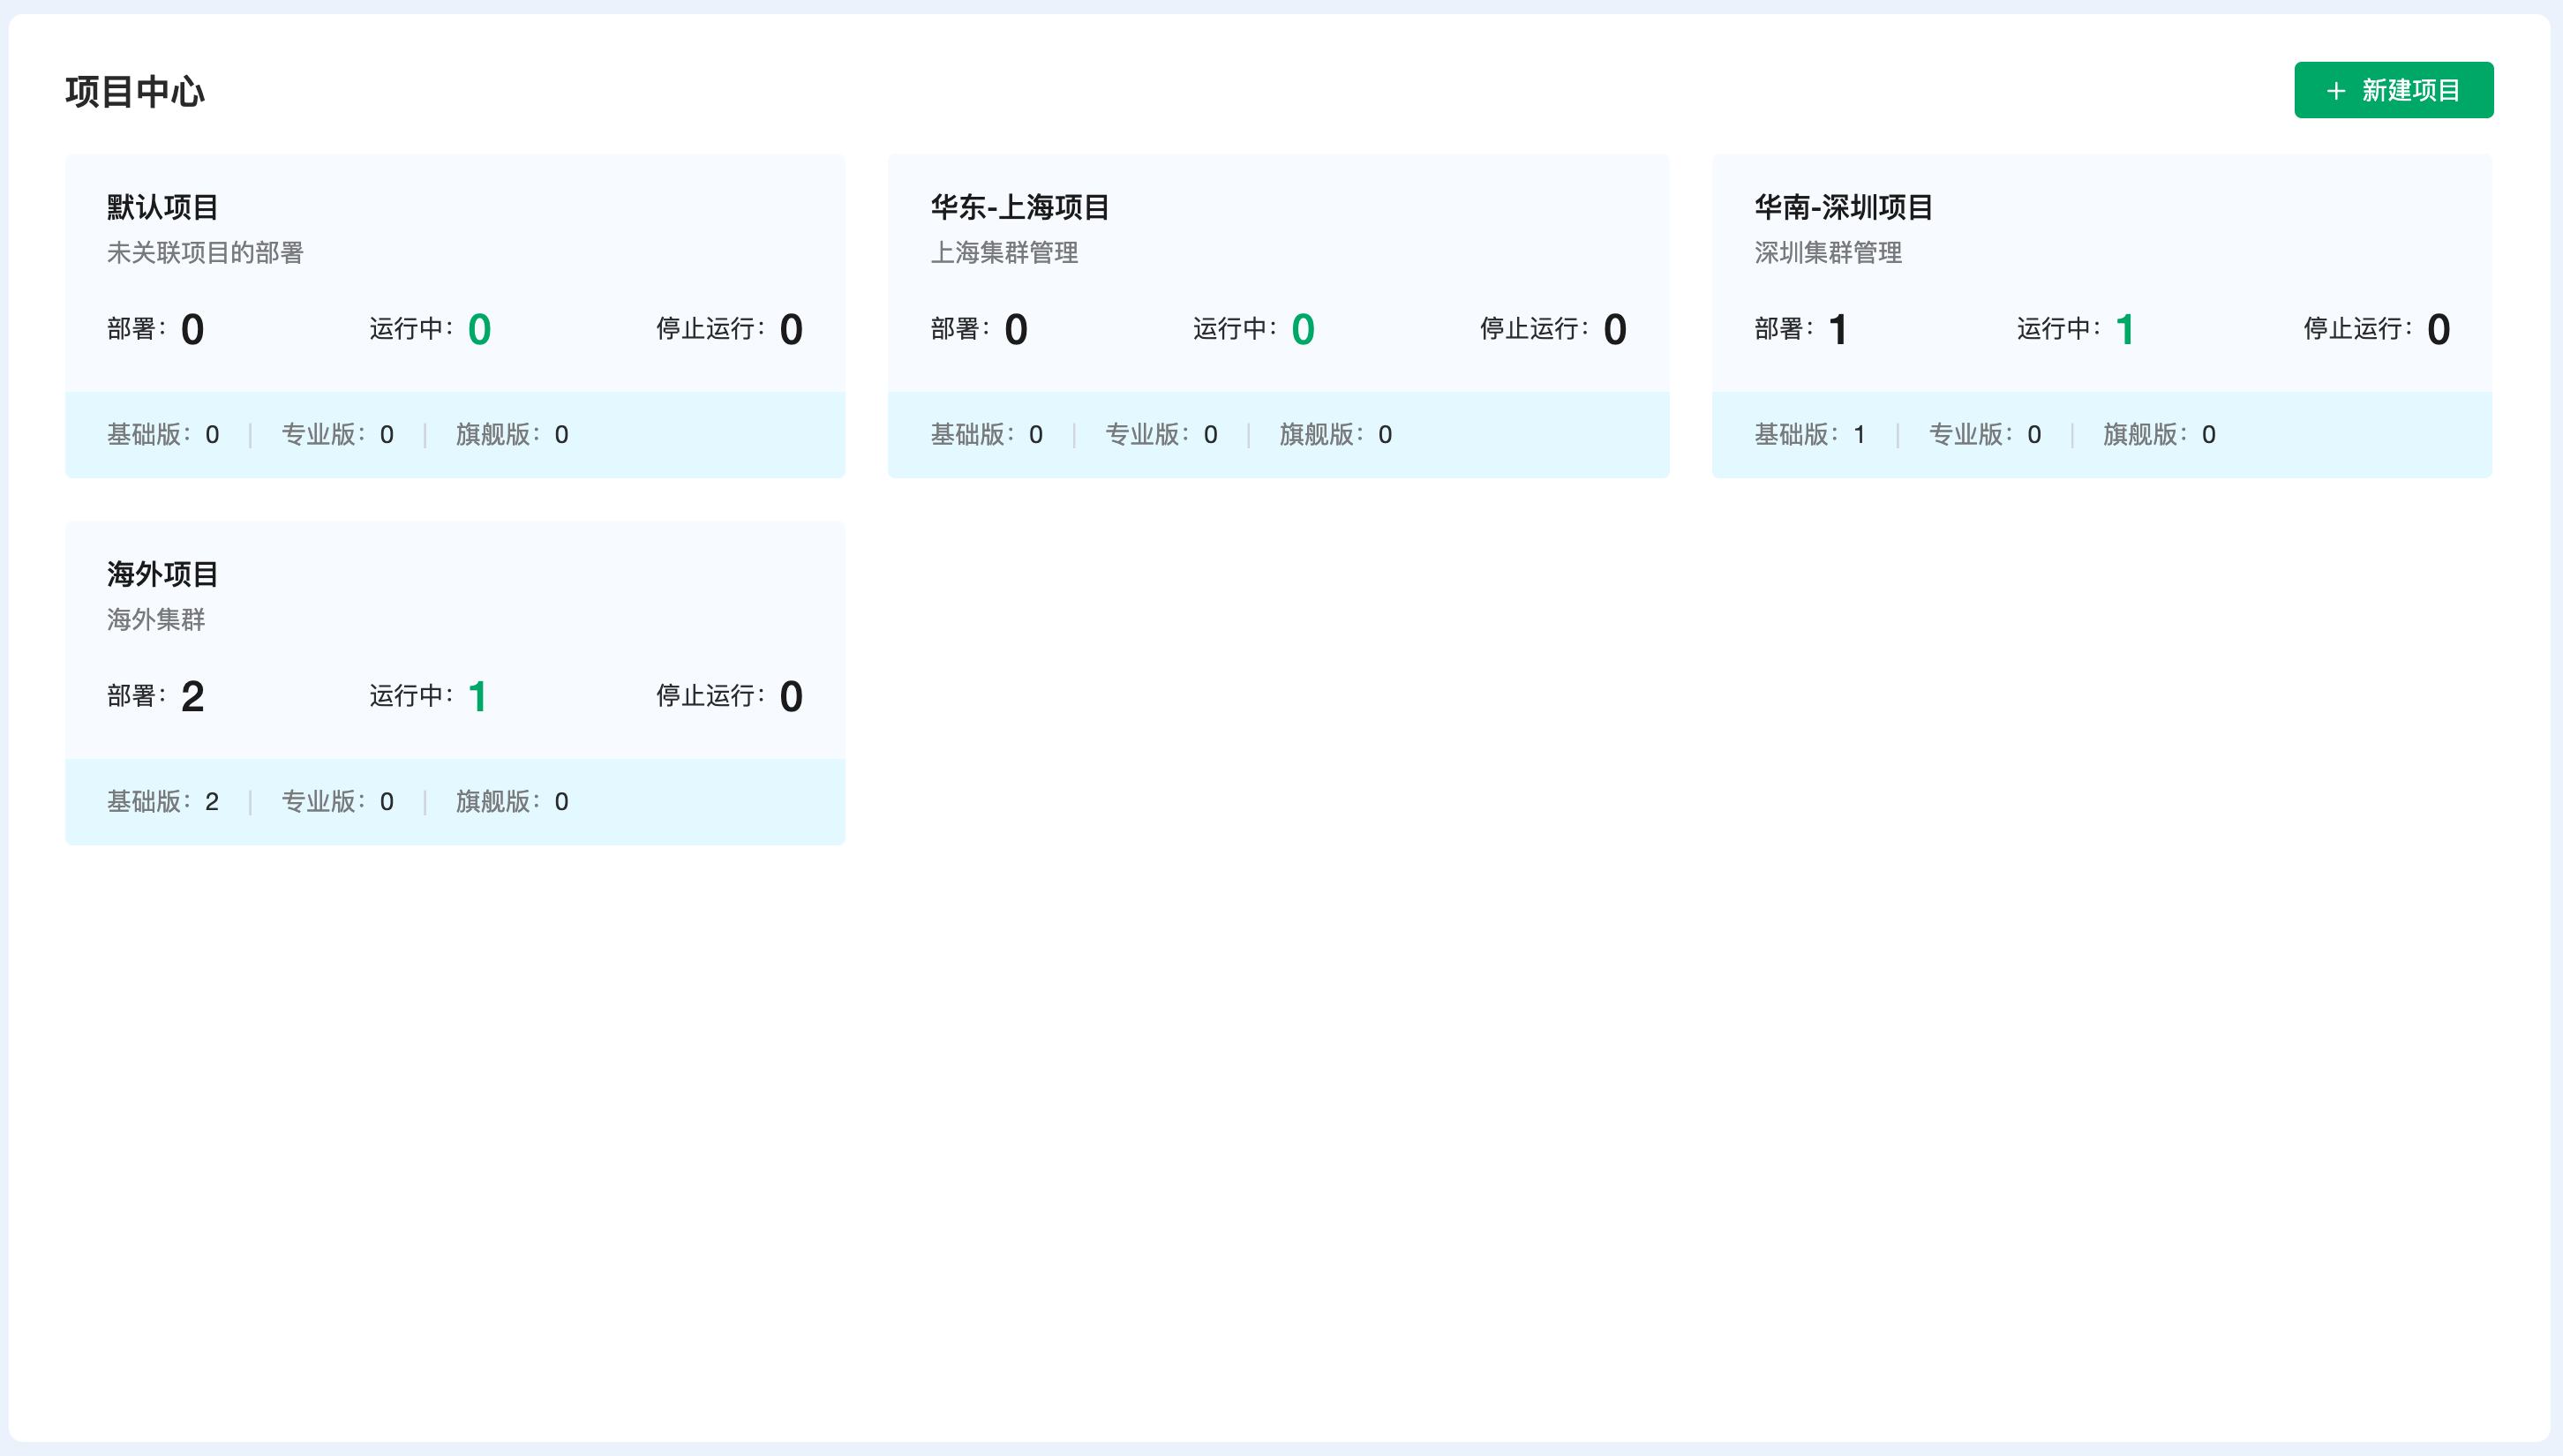 项目中心
+ 新建项目
默认项目
未关联项目的部署
部署: 0 运行中: 0 停止运行: 0
基础版: 0 | 专业版: 0 | 旗舰版: 0
华东-上海项目
上海集群管理
部署: 0 运行中: 0 停止运行: 0
基础版: 0 | 专业版: 0 | 旗舰版: 0
华南-深圳项目
深圳集群管理
部署: 1 运行中: 1 停止运行: 0
基础版: 1 | 专业版: 0 | 旗舰版: 0
海外项目
海外集群
部署: 2 运行中: 1 停止运行: 0
基础版: 2 | 专业版: 0 | 旗舰版: 0